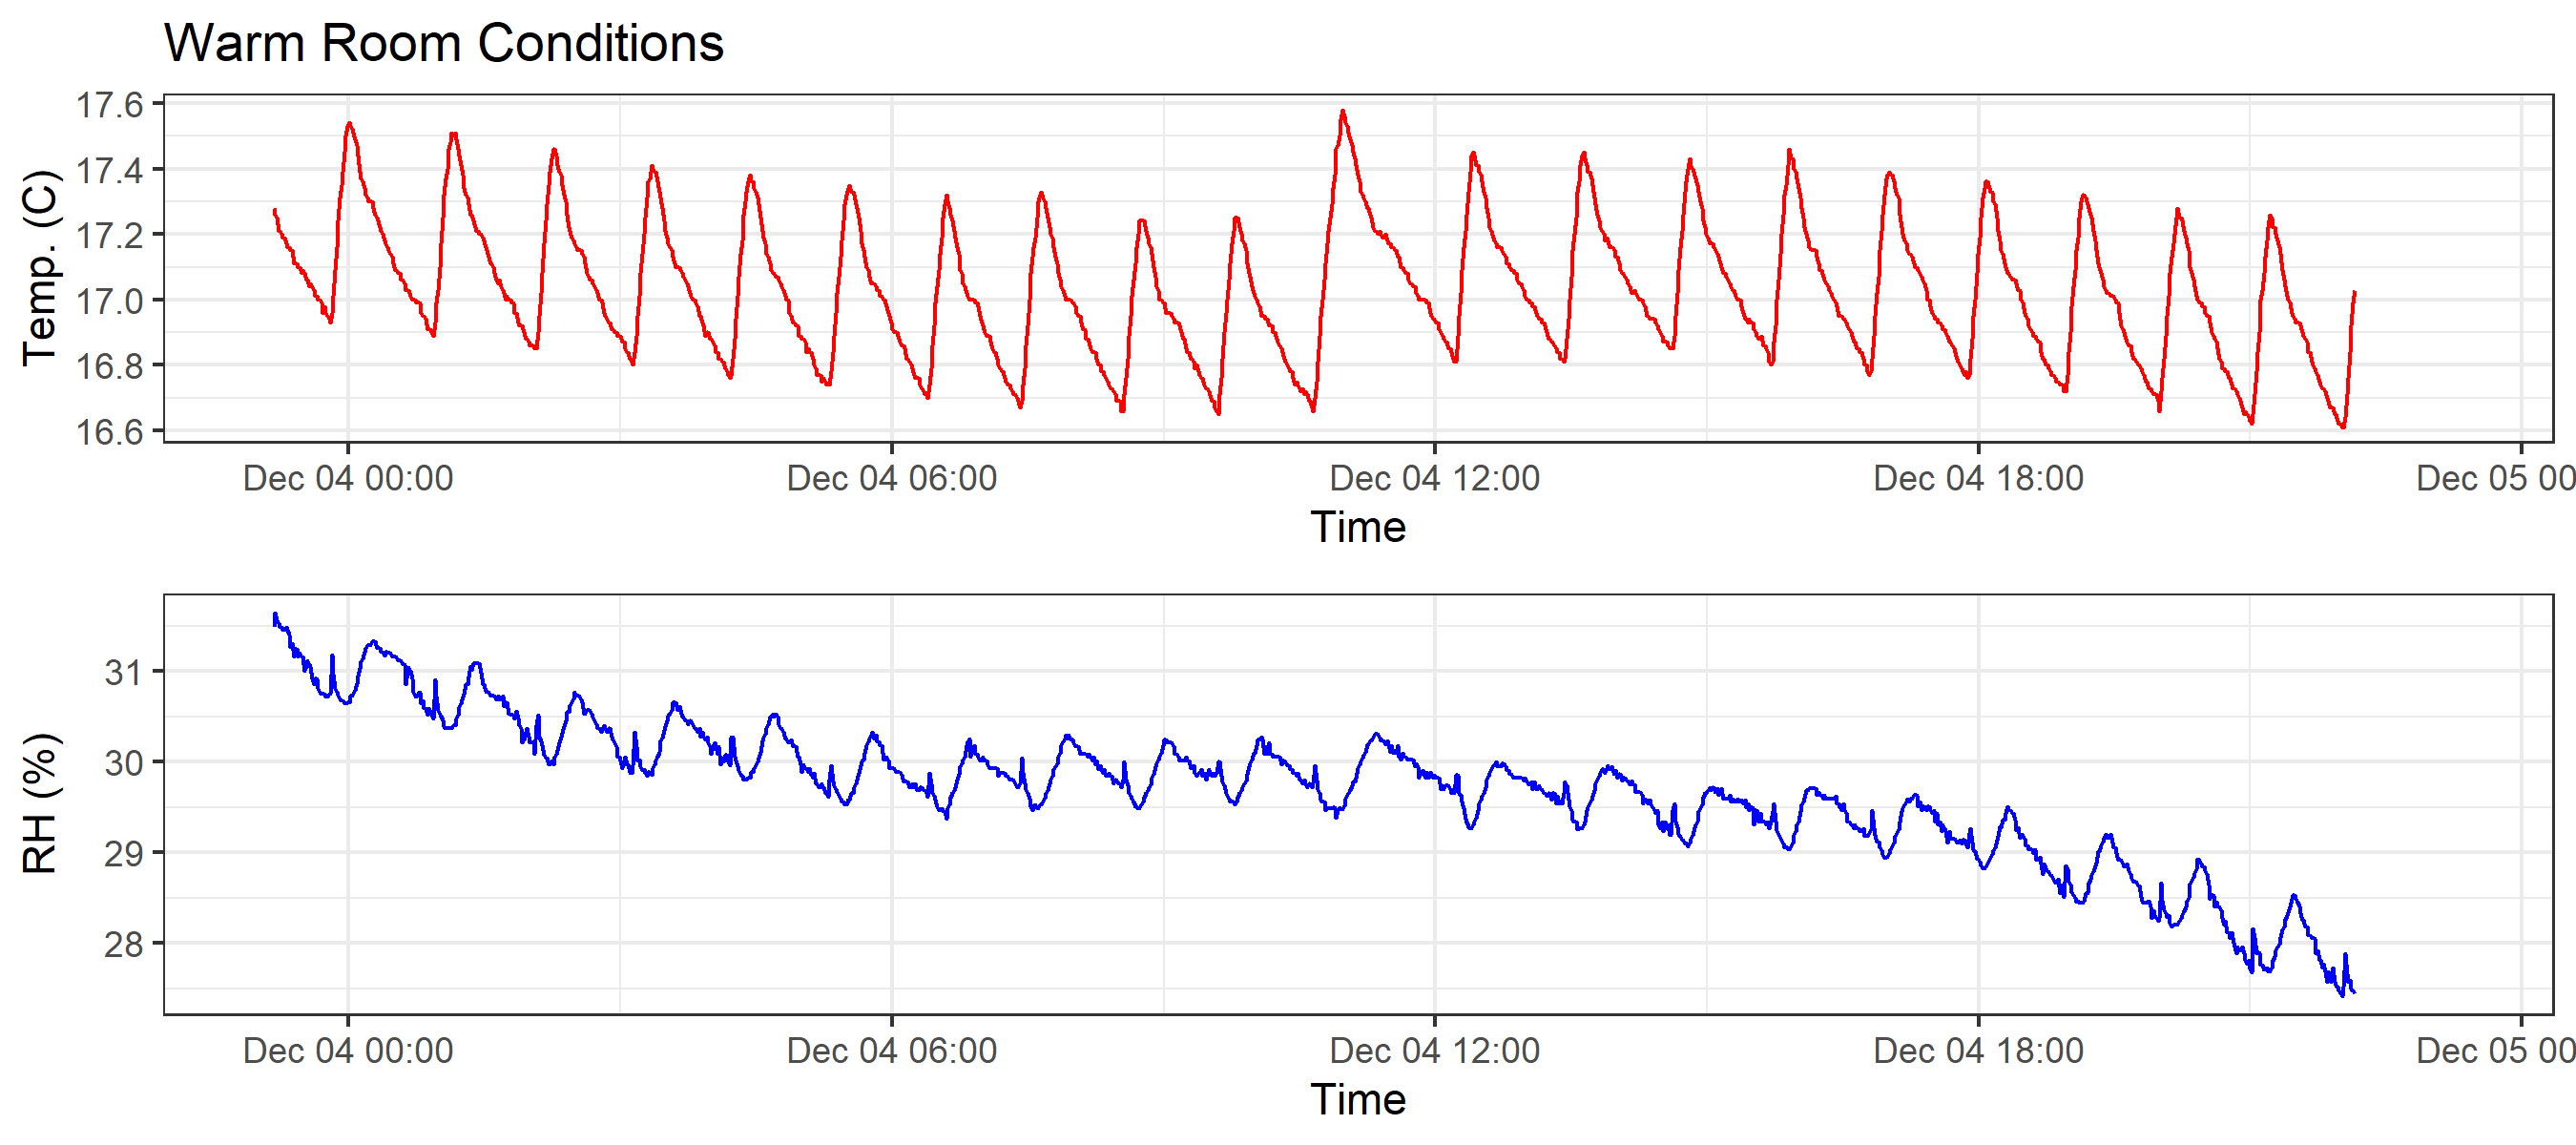 Warm Room Conditions
Temp. (C)
17.6
17.4
17.2
17.0
16.8
16.6
Dec 04 00:00
Dec 04 06:00
Dec 04 12:00
Dec 04 18:00
Dec 05 00
Time
RH (%)
31
30
29
28
Dec 04 00:00
Dec 04 06:00
Dec 04 12:00
Dec 04 18:00
Dec 05 00
Time